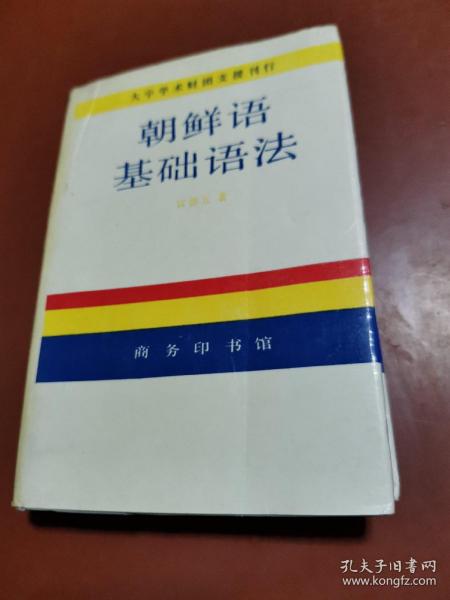 大宇学术财团支援刊行
朝鲜语
基础语法
著
商务印书馆
孔夫子旧书网
www.kongfz.com